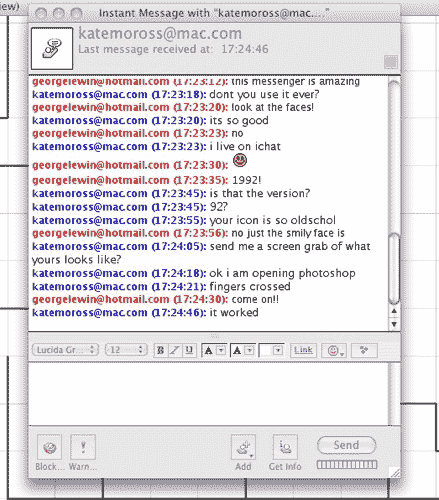 iew)
Instant Message with "katemoross@mac...."
katemoross@mac.com
Last message received at: 17:24:46
georgelewin@hotmail.com (17:23:12): this messenger is amazing
katemoross@mac.com (17:23:18): dont you use it ever?
georgelewin@hotmail.com (17:23:20): look at the faces!
katemoross@mac.com (17:23:20): its so good
georgelewin@hotmail.com (17:23:23): no
katemoross@mac.com (17:23:23): i live on ichat
georgelewin@hotmail.com (17:23:30):
georgelewin@hotmail.com (17:23:35): 1992!
katemoross@mac.com (17:23:45): is that the version?
katemoross@mac.com (17:23:45): 92?
katemoross@mac.com (17:23:55): your icon is so oldschol
georgelewin@hotmail.com (17:23:56): no just the smily face is
katemoross@mac.com (17:24:05): send me a screen grab of what
yours looks like?
katemoross@mac.com (17:24:18): ok i am opening photoshop
katemoross@mac.com (17:24:21): fingers crossed
georgelewin@hotmail.com (17:24:30): come on!!
katemoross@mac.com (17:24:46): it worked
Lucida Gr... 12 B I U A A Link
Block... Warn... Add Get Info Send